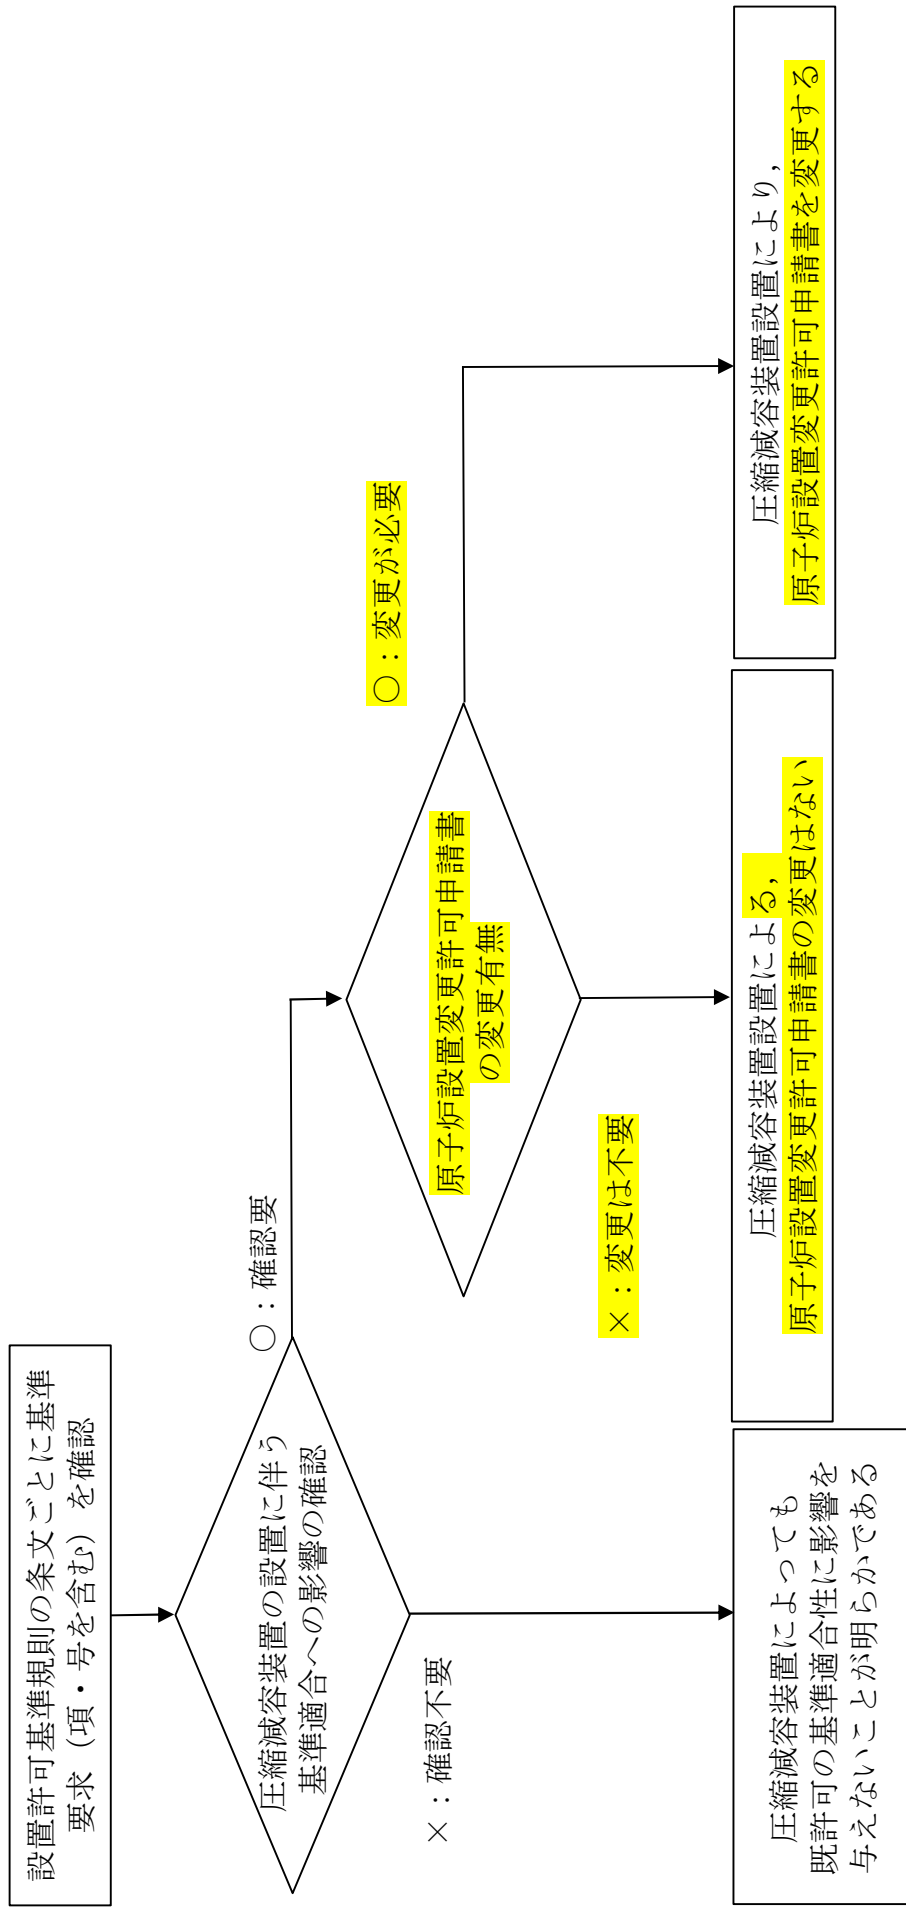 設置許可基準規則の条文ごとに基準
要求（項・号を含む）を確認
圧縮減容装置の設置に伴う
基準適合への影響の確認
〇：確認要
×：確認不要
原子炉設置変更許可申請書
の変更有無
〇：変更が必要
×：変更は不要
圧縮減容装置によっても
既許可の基準適合性に影響を
与えないことが明らかである
圧縮減容装置設置による，
原子炉設置変更許可申請書の変更はない
圧縮減容装置設置により，
原子炉設置変更許可申請書を変更する